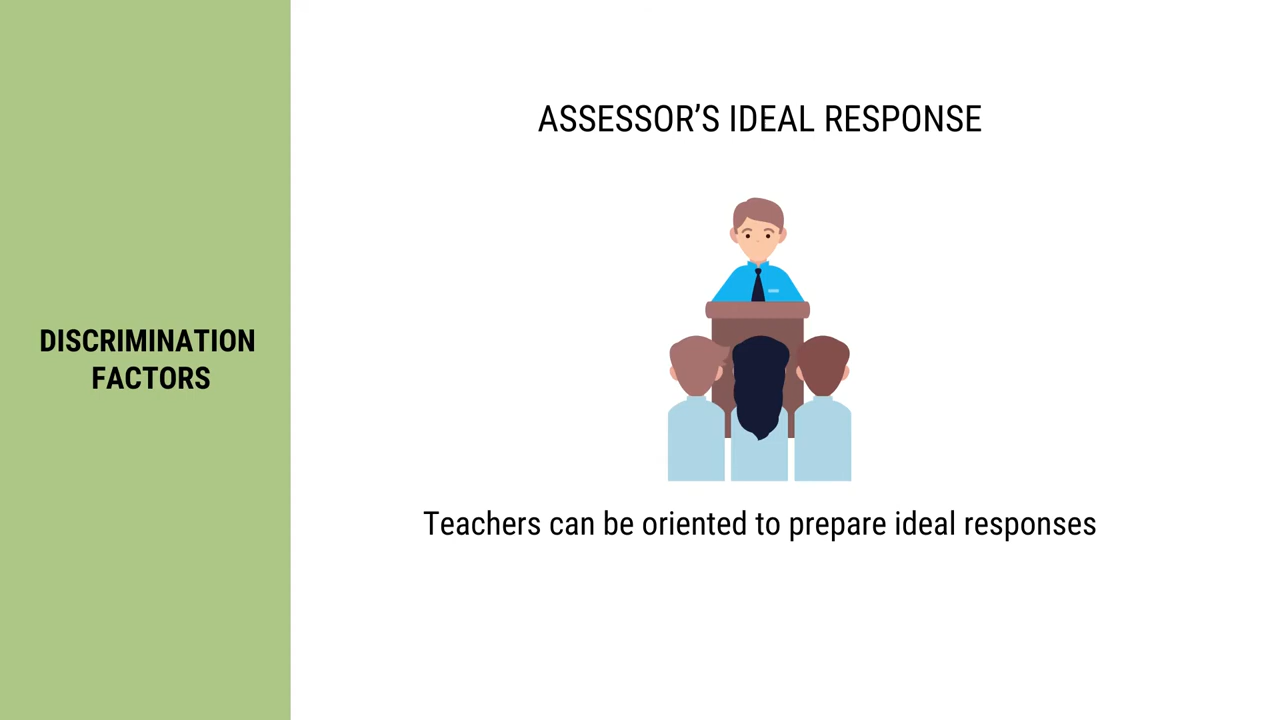 ASSESSOR’S IDEAL RESPONSE
DISCRIMINATION
FACTORS
Teachers can be oriented to prepare ideal responses